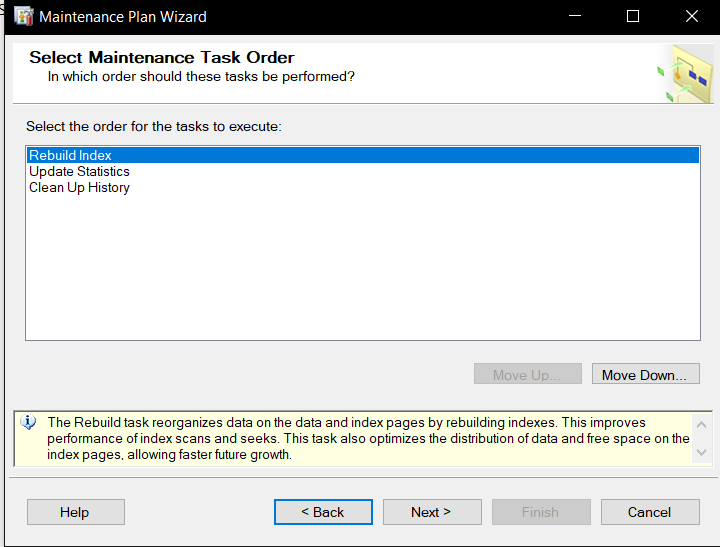 Maintenance Plan Wizard
Select Maintenance Task Order
In which order should these tasks be performed?
Select the order for the tasks to execute:
Rebuild Index
Update Statistics
Clean Up History
Move Up...
Move Down...
The Rebuild task reorganizes data on the data and index pages by rebuilding indexes. This improves
performance of index scans and seeks. This task also optimizes the distribution of data and free space on the
index pages, allowing faster future growth.
Help
< Back
Next >
Finish
Cancel